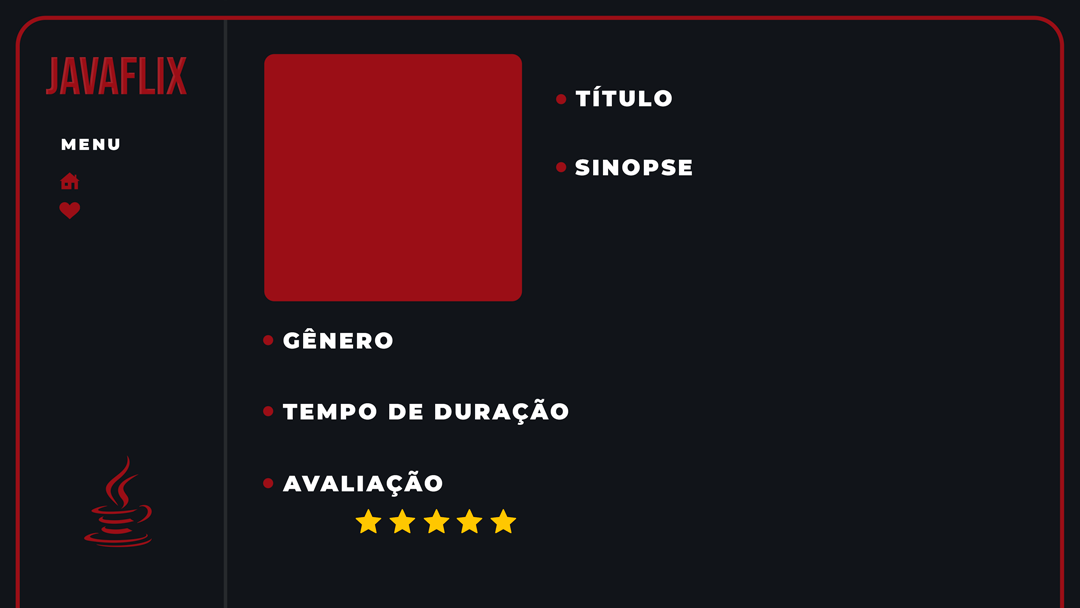 JAVAFLIX
MENU
TÍTULO
SINOPSE
GÊNERO
TEMPO DE DURAÇÃO
AVALIAÇÃO